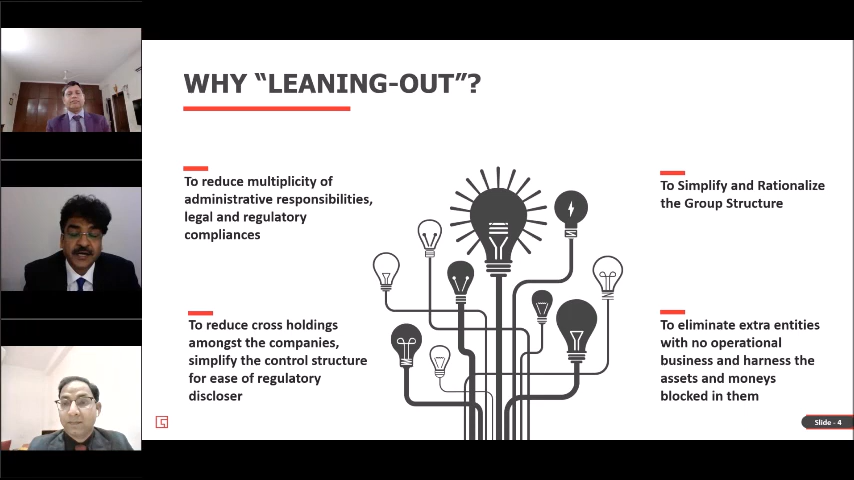 WHY “LEANING-OUT”?
To reduce multiplicity of
administrative responsibilities,
legal and regulatory
compliances
To Simplify and Rationalize
the Group Structure
To reduce cross holdings
amongst the companies,
simplify the control structure
for ease of regulatory
discloser
To eliminate extra entities
with no operational
business and harness the
assets and moneys
blocked in them
Slide - 4